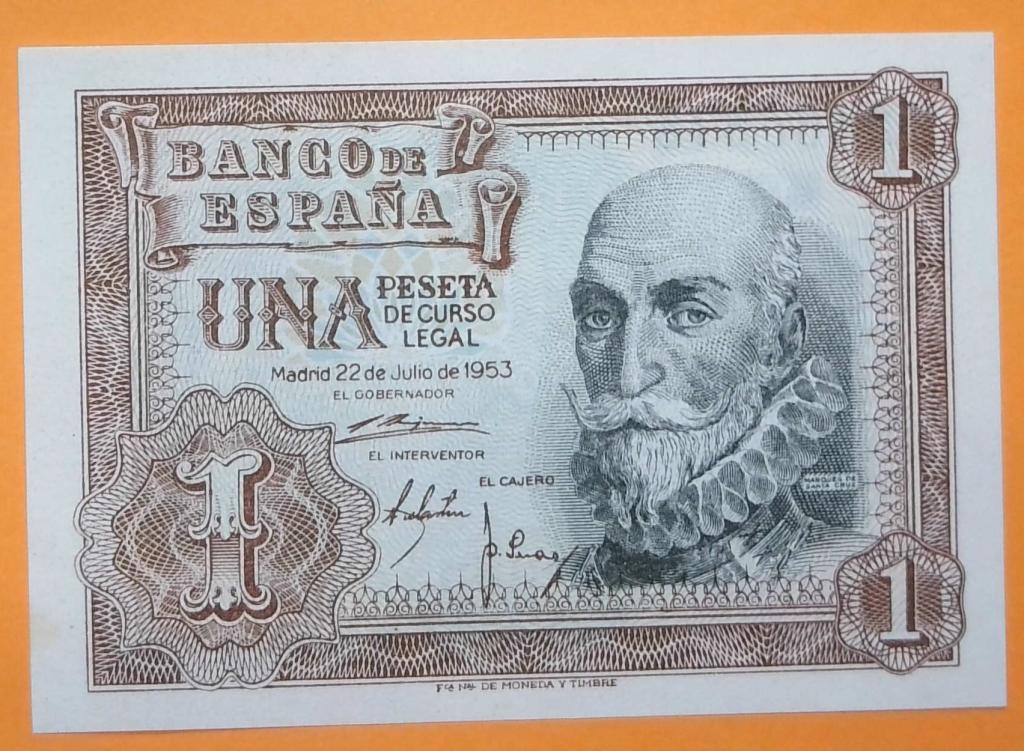 1
BANCO DE
ESPAÑA
UNA PESETA
DE CURSO
LEGAL
Madrid 22 de Julio de 1953
EL GOBERNADOR
EL INTERVENTOR
EL CAJERO
MARQUES DE
SANTA CRUZ
1
1
Fca Nal DE MONEDA Y TIMBRE